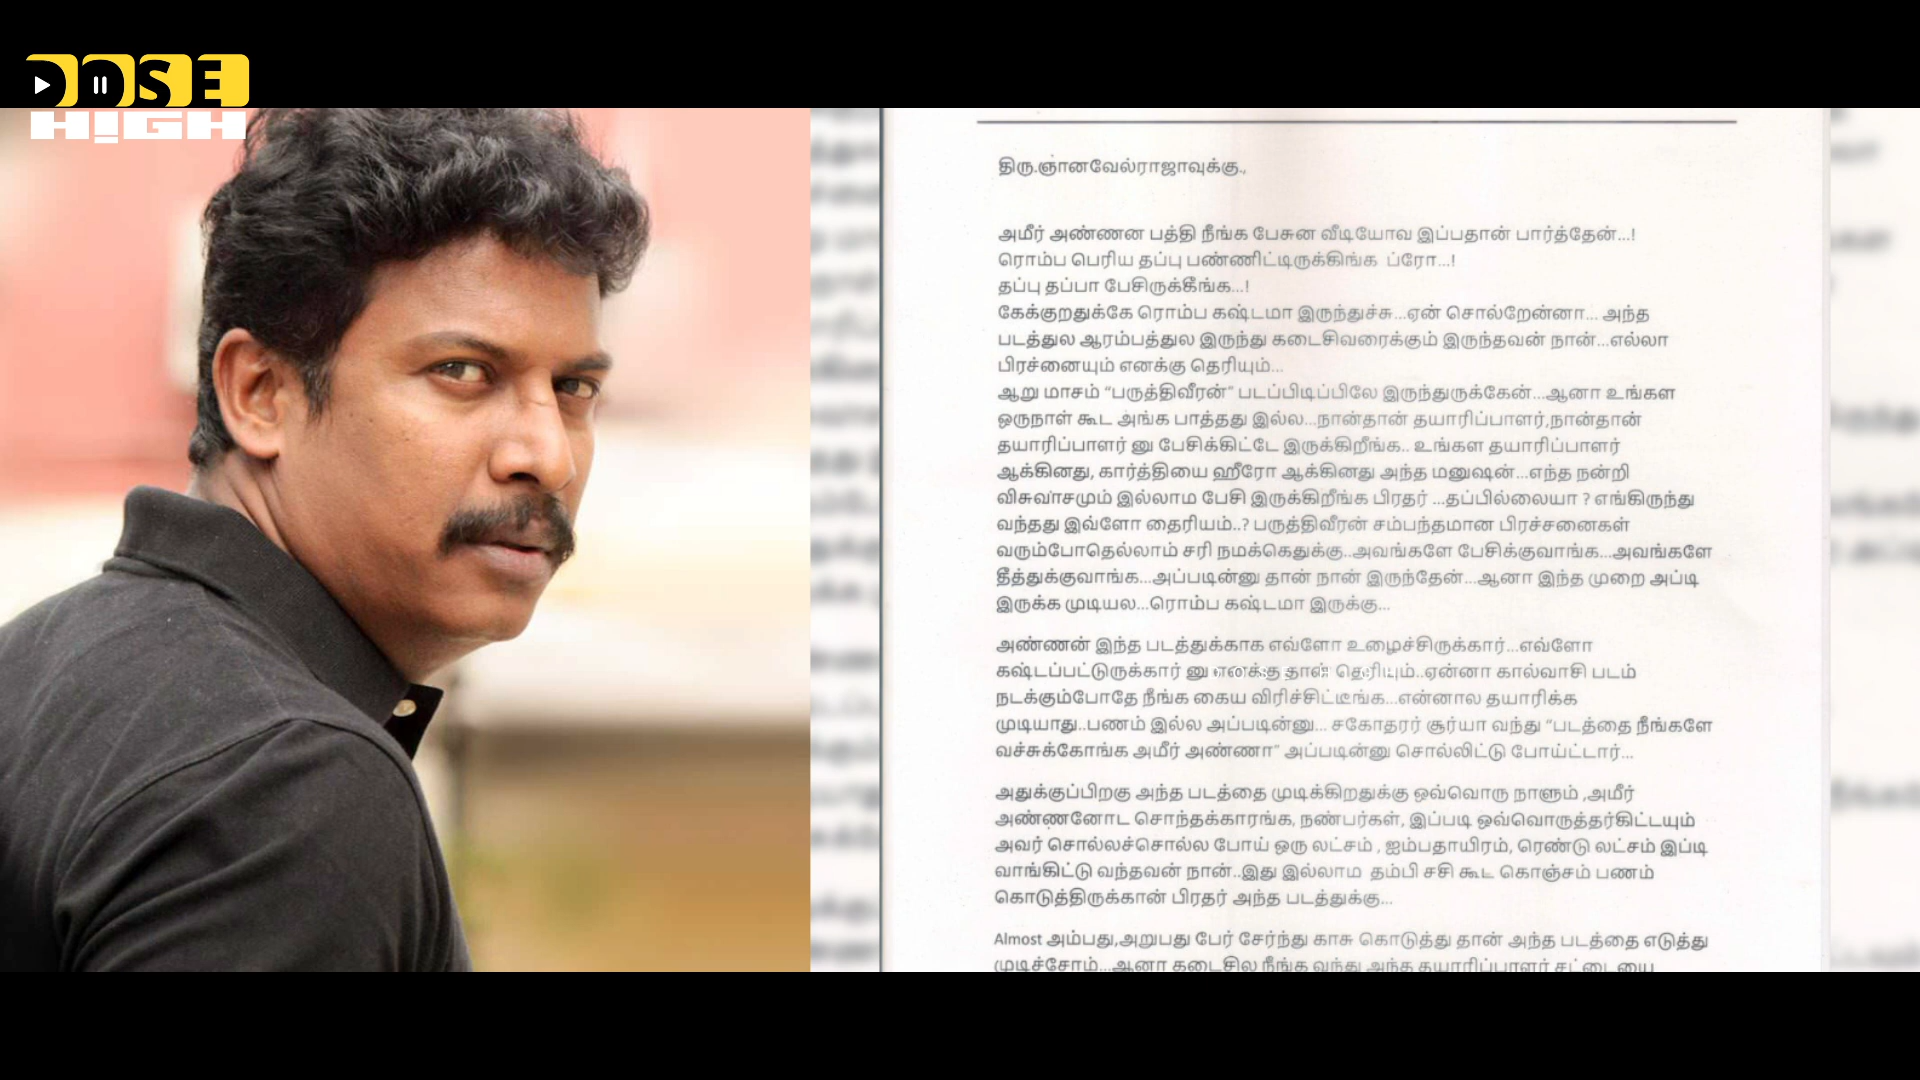 DOSE
H!GH
திரு.ஞானவேல்ராஜாவுக்கு.,
அமீர் அண்ணன பத்தி நீங்க பேசுன வீடியோவ இப்பதான் பார்த்தேன்...!
ரொம்ப பெரிய தப்பு பண்ணிட்டிருக்கிங்க ப்ரோ...!
தப்பு தப்பா பேசிருக்கீங்க...!
கேக்குறதுக்கே ரொம்ப கஷ்டமா இருந்துச்சு...ஏன் சொல்றேன்னா... அந்த
படத்துல ஆரம்பத்துல இருந்து கடைசிவரைக்கும் இருந்தவன் நான்...எல்லா
பிரச்னையும் எனக்கு தெரியும்...
ஆறு மாசம் “பருத்திவீரன்” படப்பிடிப்பிலே இருந்துருக்கேன்...ஆனா உங்கள
ஒருநாள் கூட அங்க பாத்தது இல்ல...நான்தான் தயாரிப்பாளர்,நான்தான்
தயாரிப்பாளர் னு பேசிக்கிட்டே இருக்கிறீங்க.. உங்கள தயாரிப்பாளர்
ஆக்கினது, கார்த்தியை ஹீரோ ஆக்கினது அந்த மனுஷன்...எந்த நன்றி
விசுவாசமும் இல்லாம பேசி இருக்கிறீங்க பிரதர் ...தப்பில்லையா ? எங்கிருந்து
வந்தது இவ்ளோ தைரியம்..? பருத்திவீரன் சம்பந்தமான பிரச்சனைகள்
வரும்போதெல்லாம் சரி நமக்கெதுக்கு..அவங்களே பேசிக்குவாங்க...அவங்களே
தீத்துக்குவாங்க...அப்படின்னு தான் நான் இருந்தேன்...ஆனா இந்த முறை அப்டி
இருக்க முடியல...ரொம்ப கஷ்டமா இருக்கு...
அண்ணன் இந்த படத்துக்காக எவ்ளோ உழைச்சிருக்கார்...எவ்ளோ
கஷ்டப்பட்டுருக்கார் னு எனக்கு தான் தெரியும்..ஏன்னா கால்வாசி படம்
நடக்கும்போதே நீங்க கைய விரிச்சிட்டீங்க...என்னால தயாரிக்க
முடியாது..பணம் இல்ல அப்படின்னு... சகோதரர் சூர்யா வந்து “படத்தை நீங்களே
வச்சுக்கோங்க அமீர் அண்ணா” அப்படின்னு சொல்லிட்டு போய்ட்டார்...
அதுக்குப்பிறகு அந்த படத்தை முடிக்கிறதுக்கு ஒவ்வொரு நாளும் ,அமீர்
அண்ணனோட சொந்தக்காரங்க, நண்பர்கள், இப்படி ஒவ்வொருத்தர்கிட்டயும்
அவர் சொல்லச்சொல்ல போய் ஒரு லட்சம் , ஐம்பதாயிரம், ரெண்டு லட்சம் இப்டி
வாங்கிட்டு வந்தவன் நான்..இது இல்லாம தம்பி சசி கூட கொஞ்சம் பணம்
கொடுத்திருக்கான் பிரதர் அந்த படத்துக்கு...
Almost அம்பது,அறுபது பேர் சேர்ந்து காசு கொடுத்து தான் அந்த படத்தை எடுத்து
முடிச்சோம்...ஆனா கடைசில நீங்க வந்து அந்த தயாரிப்பாளர் சட்டையை